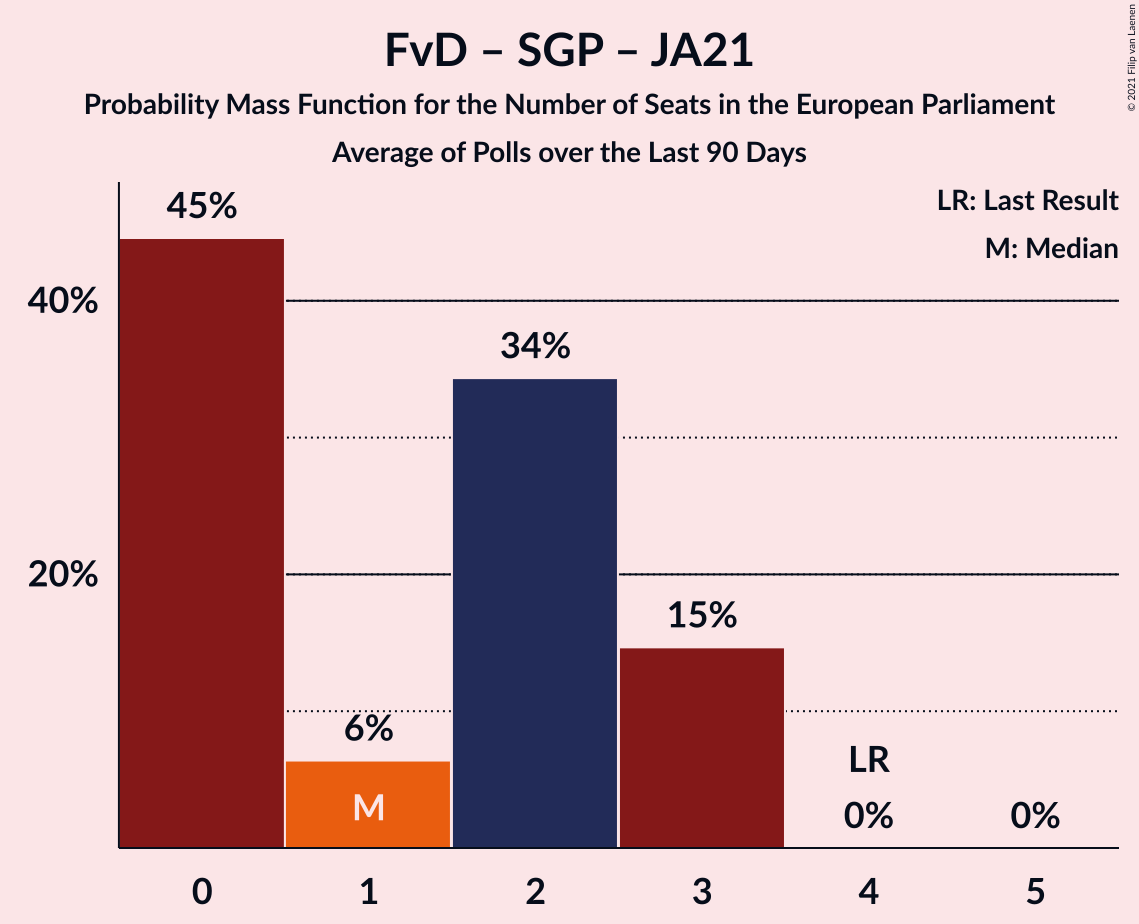 FvD – SGP – JA21
Probability Mass Function for the Number of Seats in the European Parliament
Average of Polls over the Last 90 Days
© 2021 Filip van Laenen
LR: Last Result
M: Median
45%
40%
34%
20%
15%
6%
M
LR
0%
0%
0
1
2
3
4
5